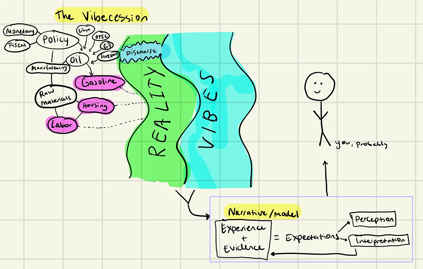 The Vibecession
Monetary
Fiscal
Policy
OPEC
Oil
Manufacturing
Raw
materials
Gasoline
Housing
Labor
Discourse
REALITY
VIBES
you, probably
Narrative/model
Experience
+
Evidence
= Expectations
Perception
Interpretation